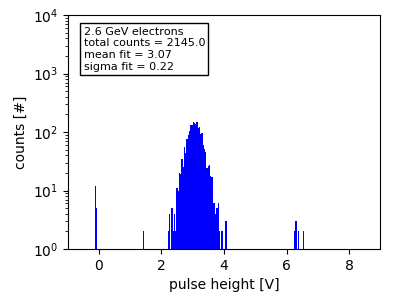 2.6 GeV electrons
total counts = 2145.0
mean fit = 3.07
sigma fit = 0.22
counts [#]
10⁴
10³
10²
10¹
10⁰
0 2 4 6 8
pulse height [V]